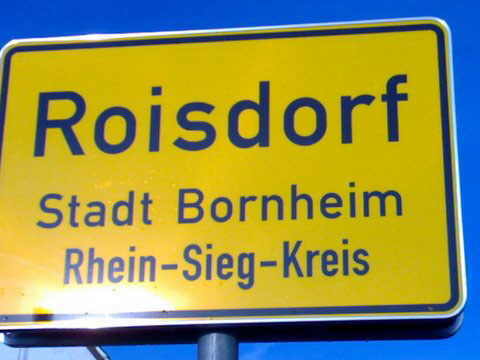 Roisdorf
Stadt Bornheim
Rhein-Sieg-Kreis